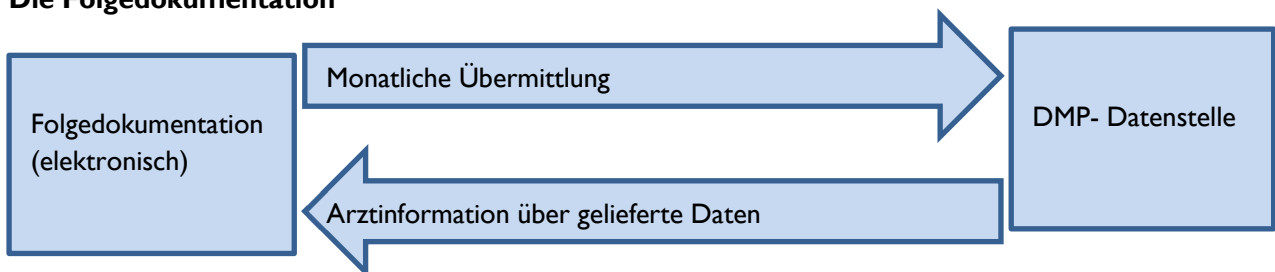 Die Folgedokumentation
Monatliche Übermittlung
Folgedokumentation
(elektronisch)
DMP- Datenstelle
Arztinformation über gelieferte Daten